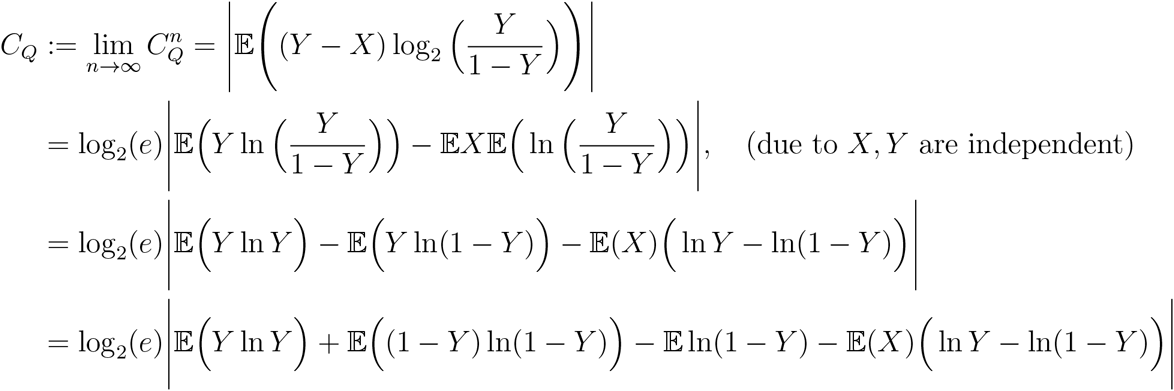 $C_Q := \lim_{n\to\infty} C_Q^n = \left|\mathbb{E}\left((Y - X)\log_2\left(\frac{Y}{1-Y}\right)\right)\right|$
$= \log_2(e)\left|\mathbb{E}\left(Y \ln\left(\frac{Y}{1-Y}\right)\right) - \mathbb{E}X\mathbb{E}\left(\ln\left(\frac{Y}{1-Y}\right)\right)\right|, \quad \text{(due to } X, Y \text{ are independent)}$
$= \log_2(e)\left|\mathbb{E}\left(Y \ln Y\right) - \mathbb{E}\left(Y \ln(1-Y)\right) - \mathbb{E}(X)\left(\ln Y - \ln(1-Y)\right)\right|$
$= \log_2(e)\left|\mathbb{E}\left(Y \ln Y\right) + \mathbb{E}\left((1-Y)\ln(1-Y)\right) - \mathbb{E}\ln(1-Y) - \mathbb{E}(X)\left(\ln Y - \ln(1-Y)\right)\right|$